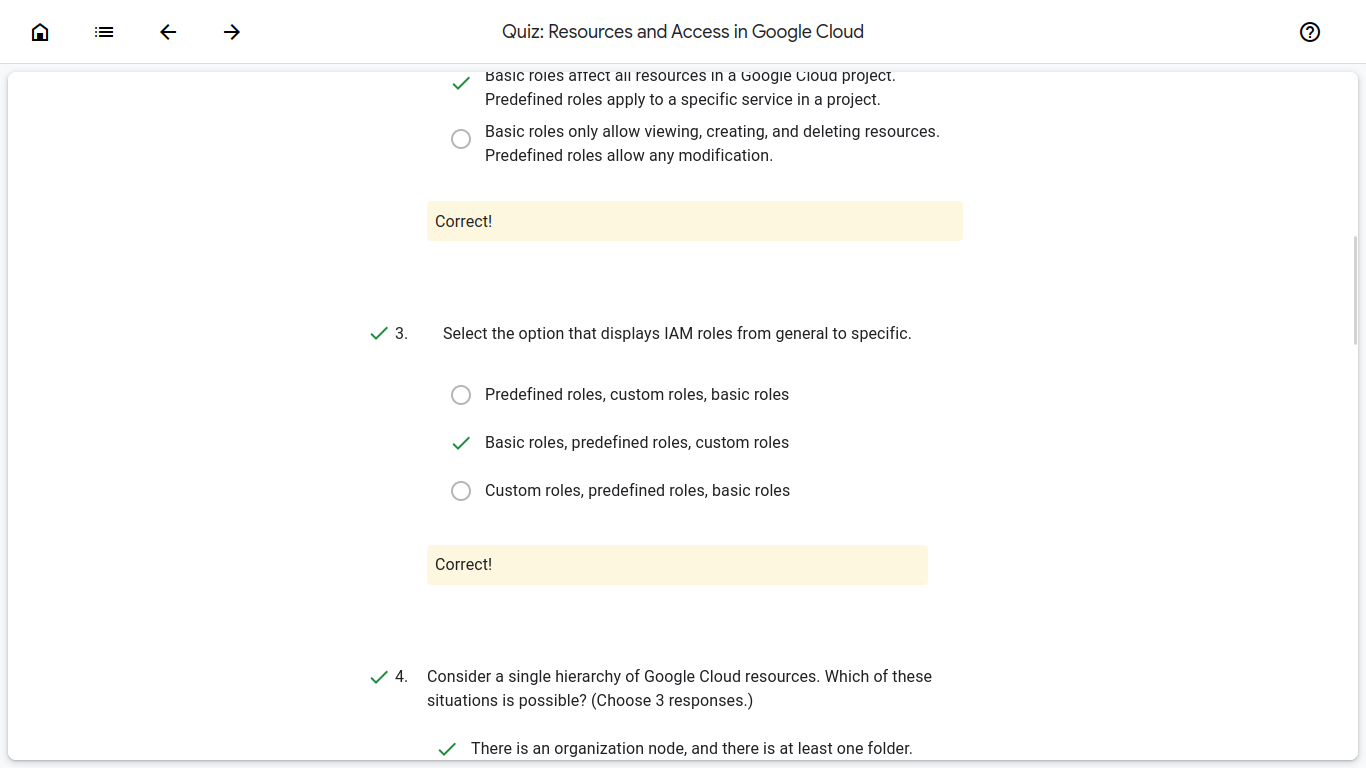 Quiz: Resources and Access in Google Cloud
Basic roles affect all resources in a Google Cloud project.
Predefined roles apply to a specific service in a project.
Basic roles only allow viewing, creating, and deleting resources.
Predefined roles allow any modification.
Correct!
3. Select the option that displays IAM roles from general to specific.
Predefined roles, custom roles, basic roles
Basic roles, predefined roles, custom roles
Custom roles, predefined roles, basic roles
Correct!
4. Consider a single hierarchy of Google Cloud resources. Which of these
situations is possible? (Choose 3 responses.)
There is an organization node, and there is at least one folder.